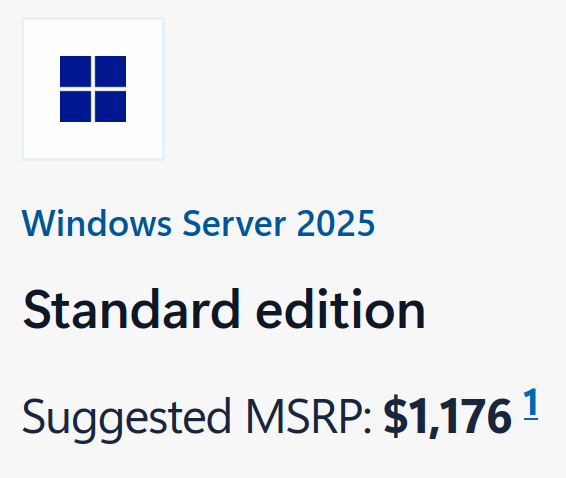 Windows Server 2025
Standard edition
Suggested MSRP: $1,176 1